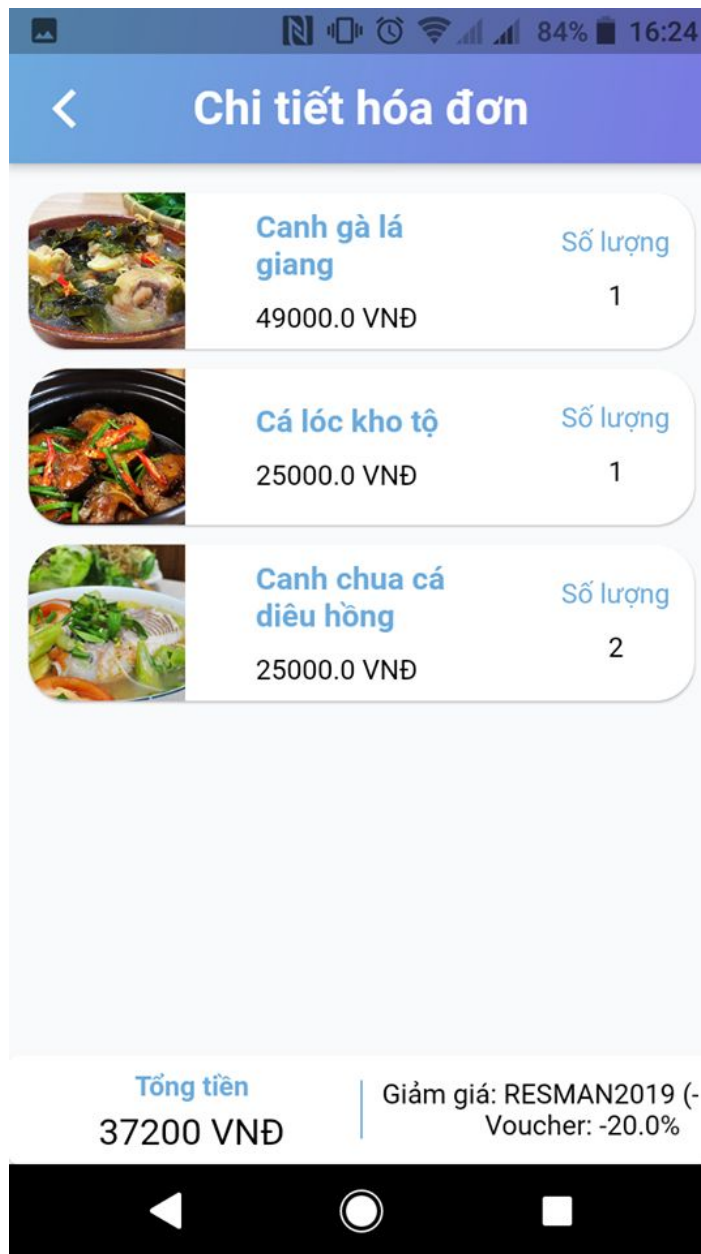 84% 16:24
Chi tiết hóa đơn
Canh gà lá
giang
49000.0 VNĐ
Số lượng
1
Cá lóc kho tộ
25000.0 VNĐ
Số lượng
1
Canh chua cá
diêu hồng
25000.0 VNĐ
Số lượng
2
Tổng tiền
37200 VNĐ
Giảm giá: RESMAN2019 (-
Voucher: -20.0%